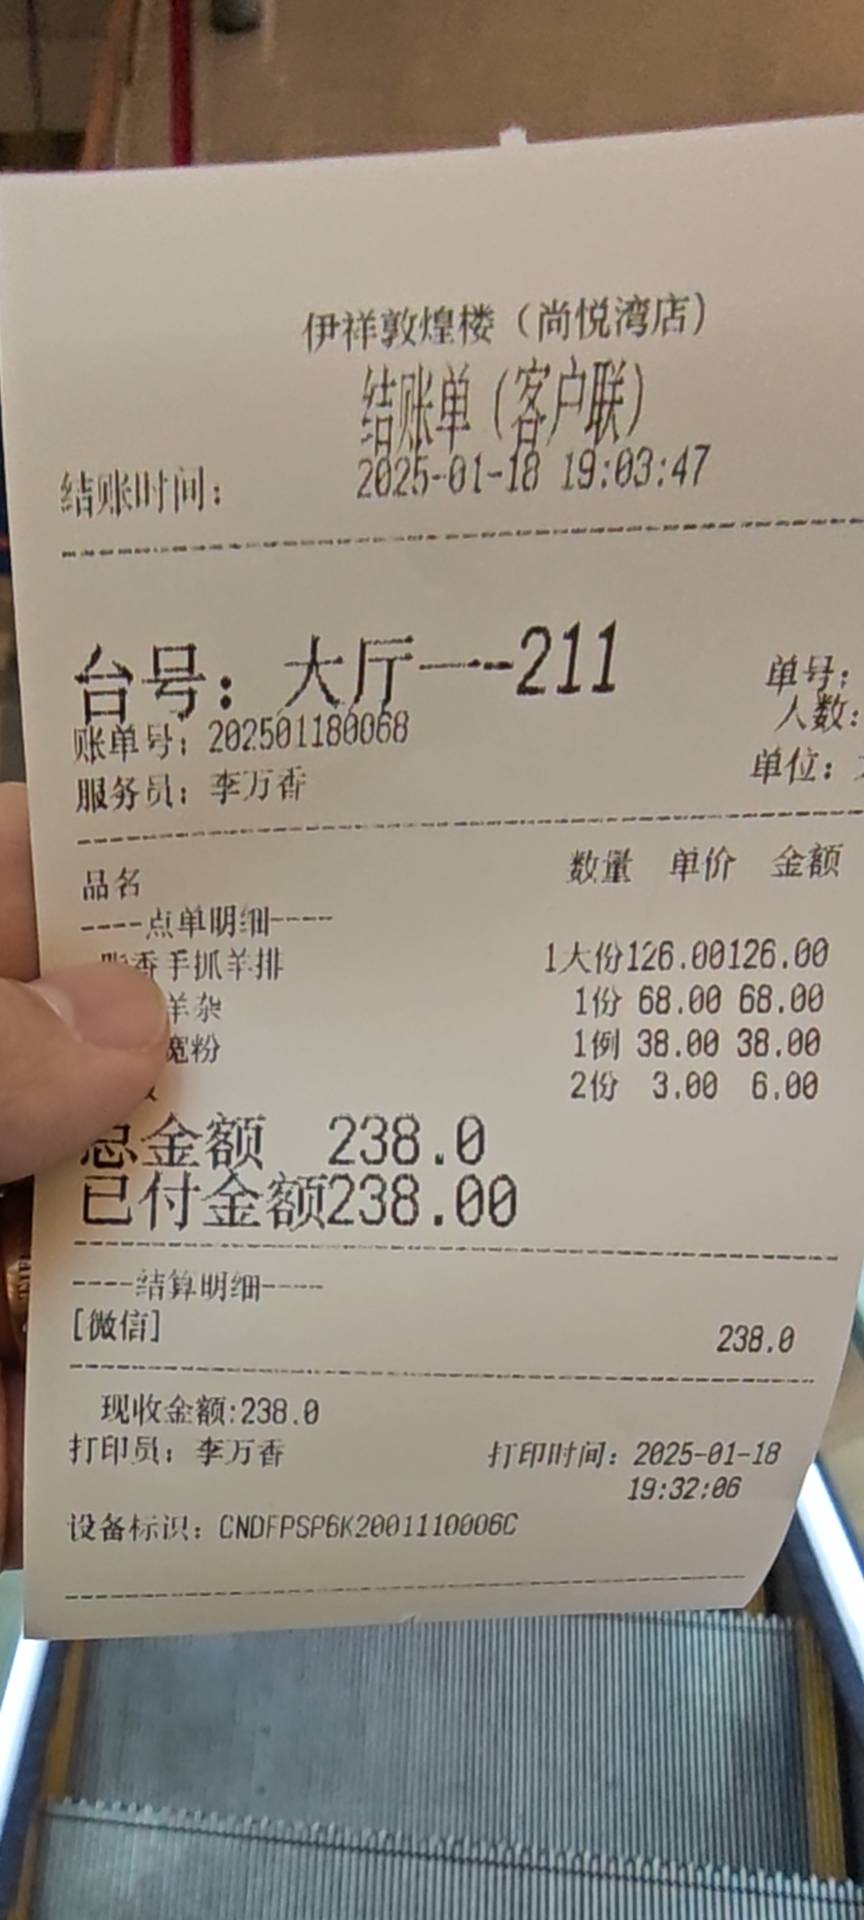 伊祥敦煌楼（尚悦湾店）
结账单（客户联）
结账时间： 2025-01-18 19:03:47
台号：大厅一--211
单号：
账单号：202501180068
人数：
服务员：李万香
单位：
品名 数量 单价 金额
----点单明细----
香手抓羊排 1大份126.00126.00
羊杂 1份 68.00 68.00
宽粉 1例 38.00 38.00
2份 3.00 6.00
总金额 238.0
已付金额238.00
----结算明细----
[微信] 238.0
现收金额:238.0
打印员：李万香 打印时间：2025-01-18
19:32:06
设备标识：CNDFPSP6K2001110006C